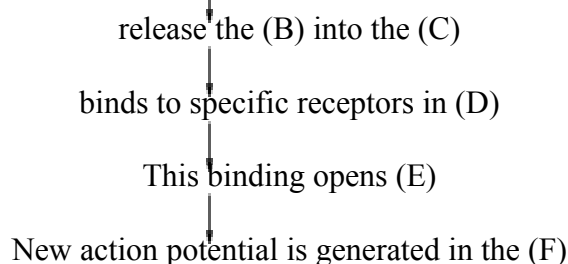 release the (B) into the (C)
binds to specific receptors in (D)
This binding opens (E)
New action potential is generated in the (F)